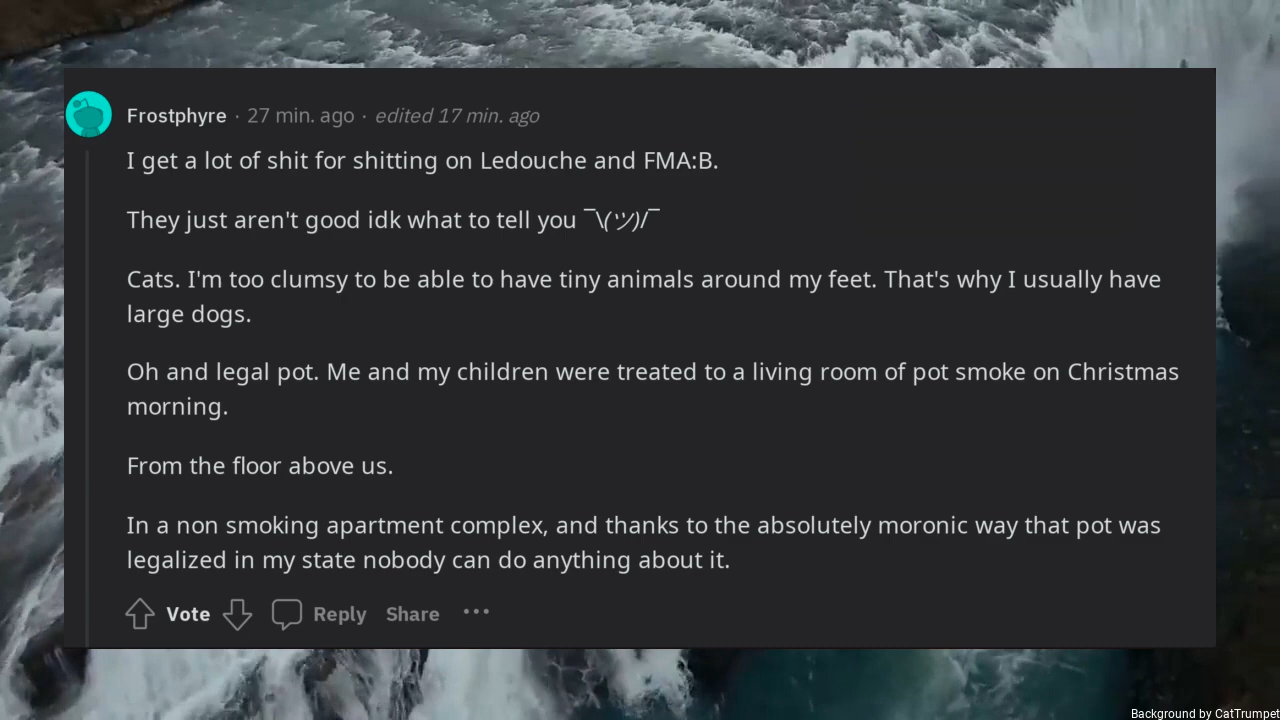 Frostphyre · 27 min. ago · edited 17 min. ago
I get a lot of shit for shitting on Ledouche and FMA:B.
They just aren't good idk what to tell you ¯\(ツ)/¯
Cats. I'm too clumsy to be able to have tiny animals around my feet. That's why I usually have
large dogs.
Oh and legal pot. Me and my children were treated to a living room of pot smoke on Christmas
morning.
From the floor above us.
In a non smoking apartment complex, and thanks to the absolutely moronic way that pot was
legalized in my state nobody can do anything about it.
Vote Reply Share ···
Background by CatTrumpet